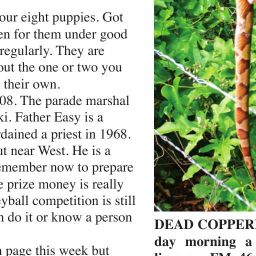 our eight puppies. Got
en for them under good
regularly. They are
out the one or two you
their own.
08. The parade marshal
ki. Father Easy is a
dained a priest in 1968.
ut near West. He is a
emember now to prepare
e prize money is really
eyball competition is still
n do it or know a person
n page this week but
DEAD COPPER
day morning a